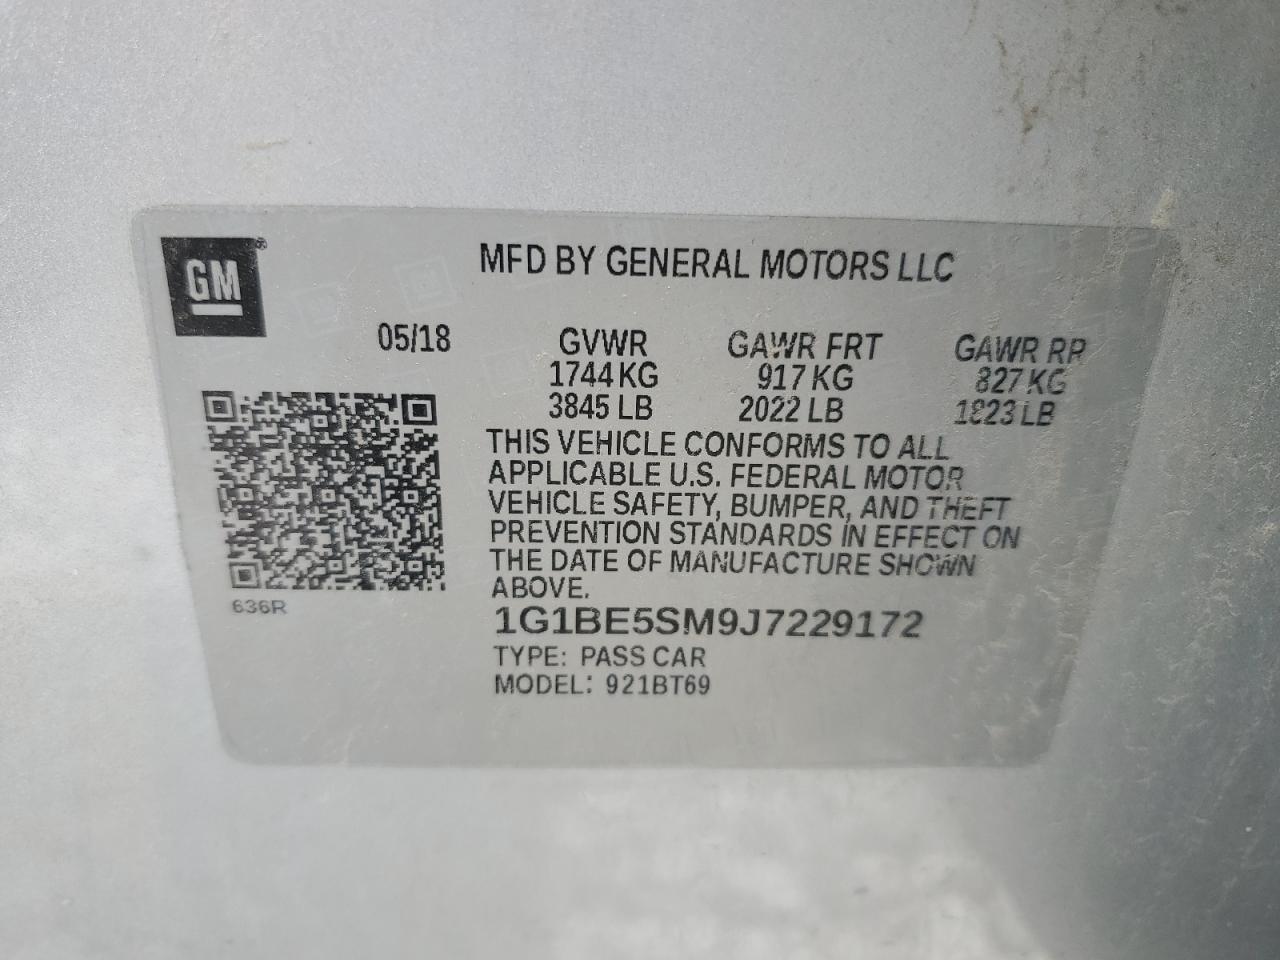 GM®
MFD BY GENERAL MOTORS LLC
05/18 GVWR GAWR FRT GAWR RR
1744 KG 917 KG 827 KG
3845 LB 2022 LB 1823 LB
THIS VEHICLE CONFORMS TO ALL
APPLICABLE U.S. FEDERAL MOTOR
VEHICLE SAFETY, BUMPER, AND THEFT
PREVENTION STANDARDS IN EFFECT ON
THE DATE OF MANUFACTURE SHOWN
ABOVE.
636R
1G1BE5SM9J7229172
TYPE: PASS CAR
MODEL: 921BT69